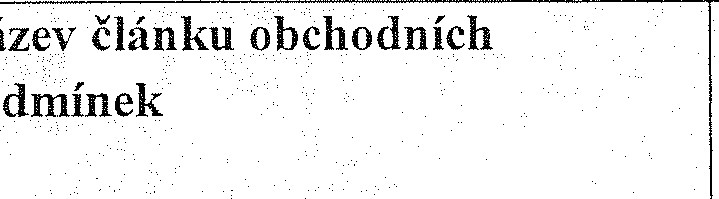 ázev článku obchodních
dmínek